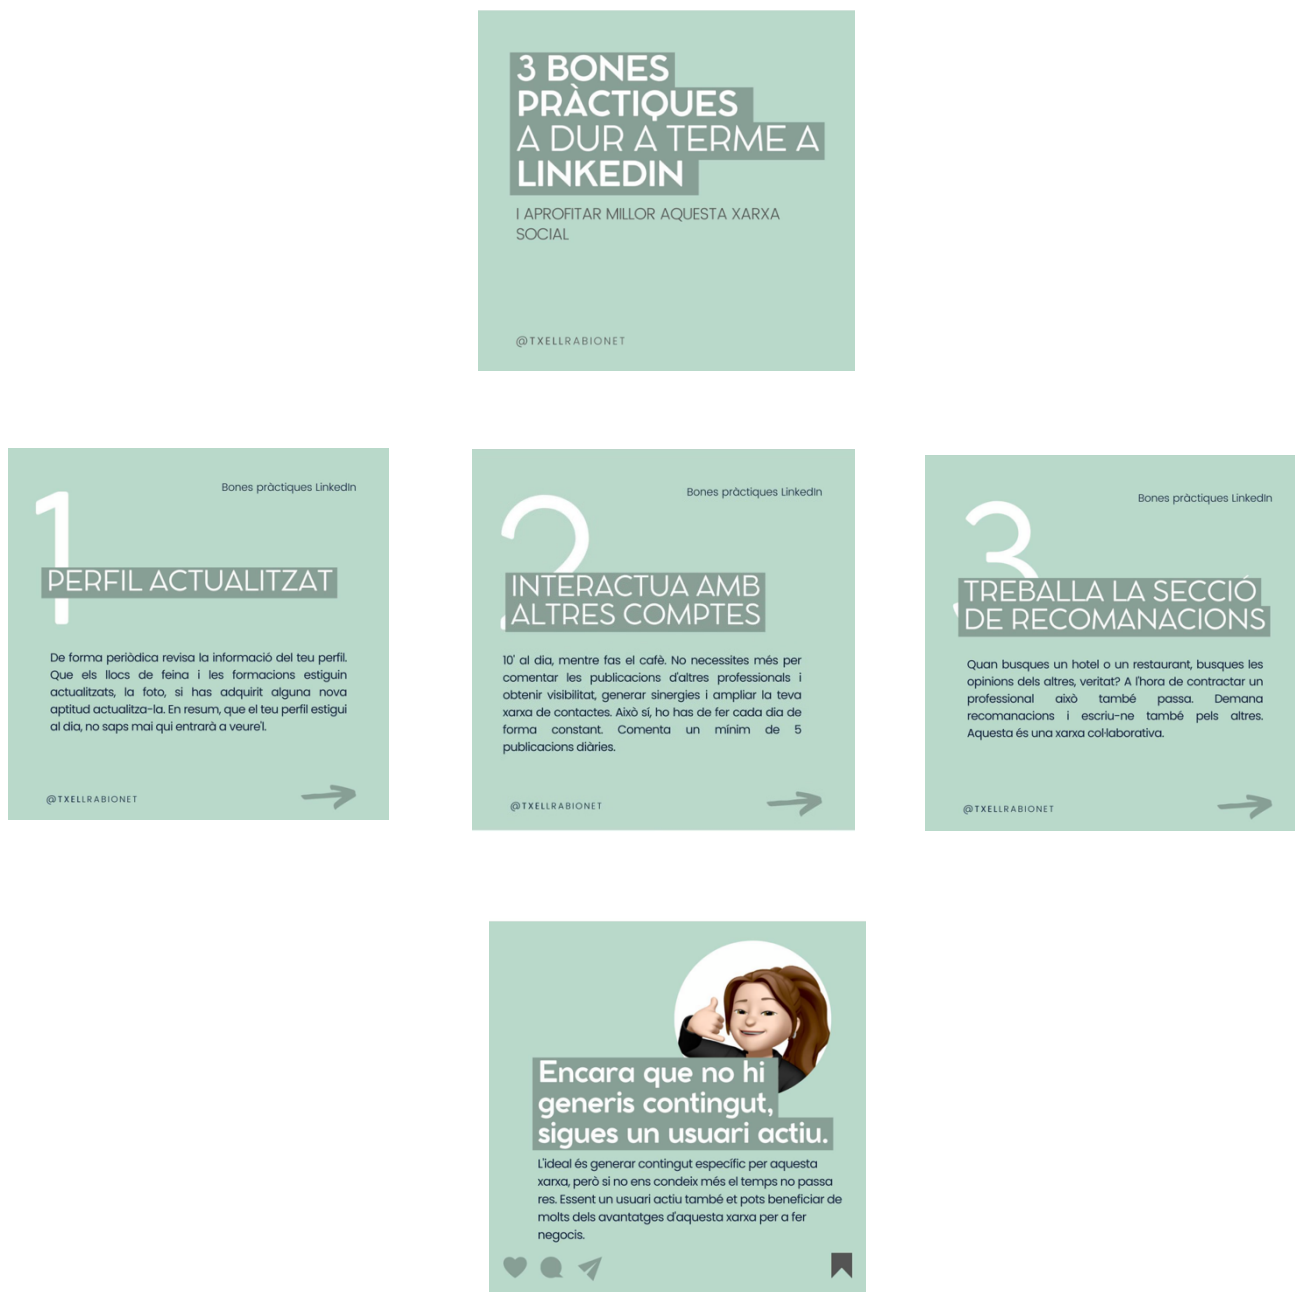 3 BONES
PRÀCTIQUES
A DUR A TERME A
LINKEDIN
I APROFITAR MILLOR AQUESTA XARXA
SOCIAL
@TXELLRABIONET
Bones pràctiques LinkedIn
1
PERFIL ACTUALITZAT
De forma periòdica revisa la informació del teu perfil.
Que els llocs de feina i les formacions estiguin
actualitzats, la foto, si has adquirit alguna nova
aptitud actualitza-la. En resum, que el teu perfil estigui
al dia, no saps mai qui entrarà a veure'l.
@TXELLRABIONET
Bones pràctiques LinkedIn
2
INTERACTUA AMB
ALTRES COMPTES
10' al dia, mentre fas el cafè. No necessites més per
comentar les publicacions d'altres professionals i
obtenir visibilitat, generar sinergies i ampliar la teva
xarxa de contactes. Això sí, ho has de fer cada dia de
forma constant. Comenta un mínim de 5
publicacions diàries.
@TXELLRABIONET
Bones pràctiques LinkedIn
3
TREBALLA LA SECCIÓ
DE RECOMANACIONS
Quan busques un hotel o un restaurant, busques les
opinions dels altres, veritat? A l'hora de contractar un
professional això també passa. Demana
recomanacions i escriu-ne també pels altres.
Aquesta és una xarxa col·laborativa.
@TXELLRABIONET
Encara que no hi
generis contingut,
sigues un usuari actiu.
L'ideal és generar contingut específic per aquesta
xarxa, però si no ens condeix més el temps no passa
res. Essent un usuari actiu també et pots beneficiar de
molts dels avantatges d'aquesta xarxa per a fer
negocis.